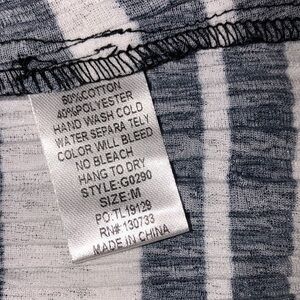 60%COTTON
40%POLYESTER
HAND WASH COLD
WATER SEPARA TELY
COLOR WILL BLEED
NO BLEACH
HANG TO DRY
STYLE:G0290
SIZE:M
PO:TL19129
RN#130733
MADE IN CHINA